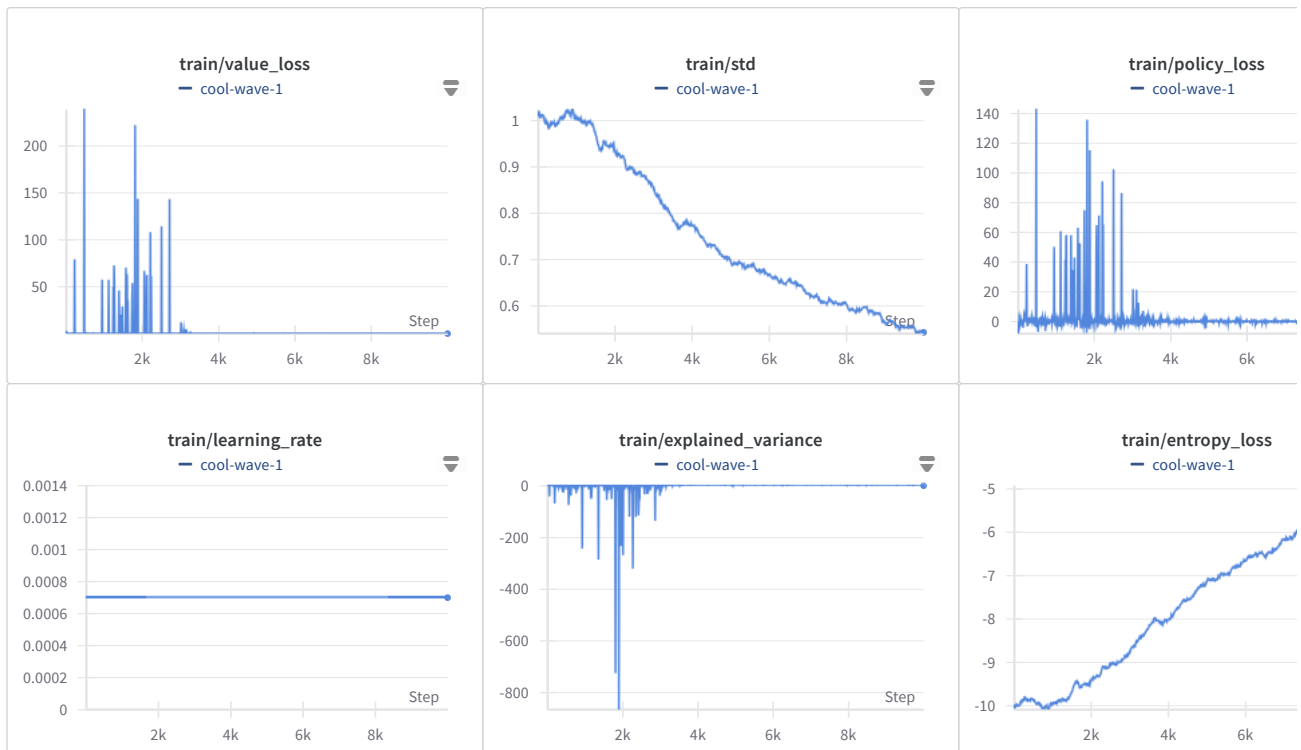 train/value_loss
cool-wave-1
200
150
100
50
Step
2k
4k
6k
8k
train/std
cool-wave-1
1
0.9
0.8
0.7
0.6
Step
2k
4k
6k
8k
train/policy_loss
cool-wave-1
140
120
100
80
60
40
20
0
2k
4k
6k
train/learning_rate
cool-wave-1
0.0014
0.0012
0.001
0.0008
0.0006
0.0004
0.0002
0
Step
2k
4k
6k
8k
train/explained_variance
cool-wave-1
0
-200
-400
-600
-800
Step
2k
4k
6k
8k
train/entropy_loss
cool-wave-1
-5
-6
-7
-8
-9
-10
2k
4k
6k